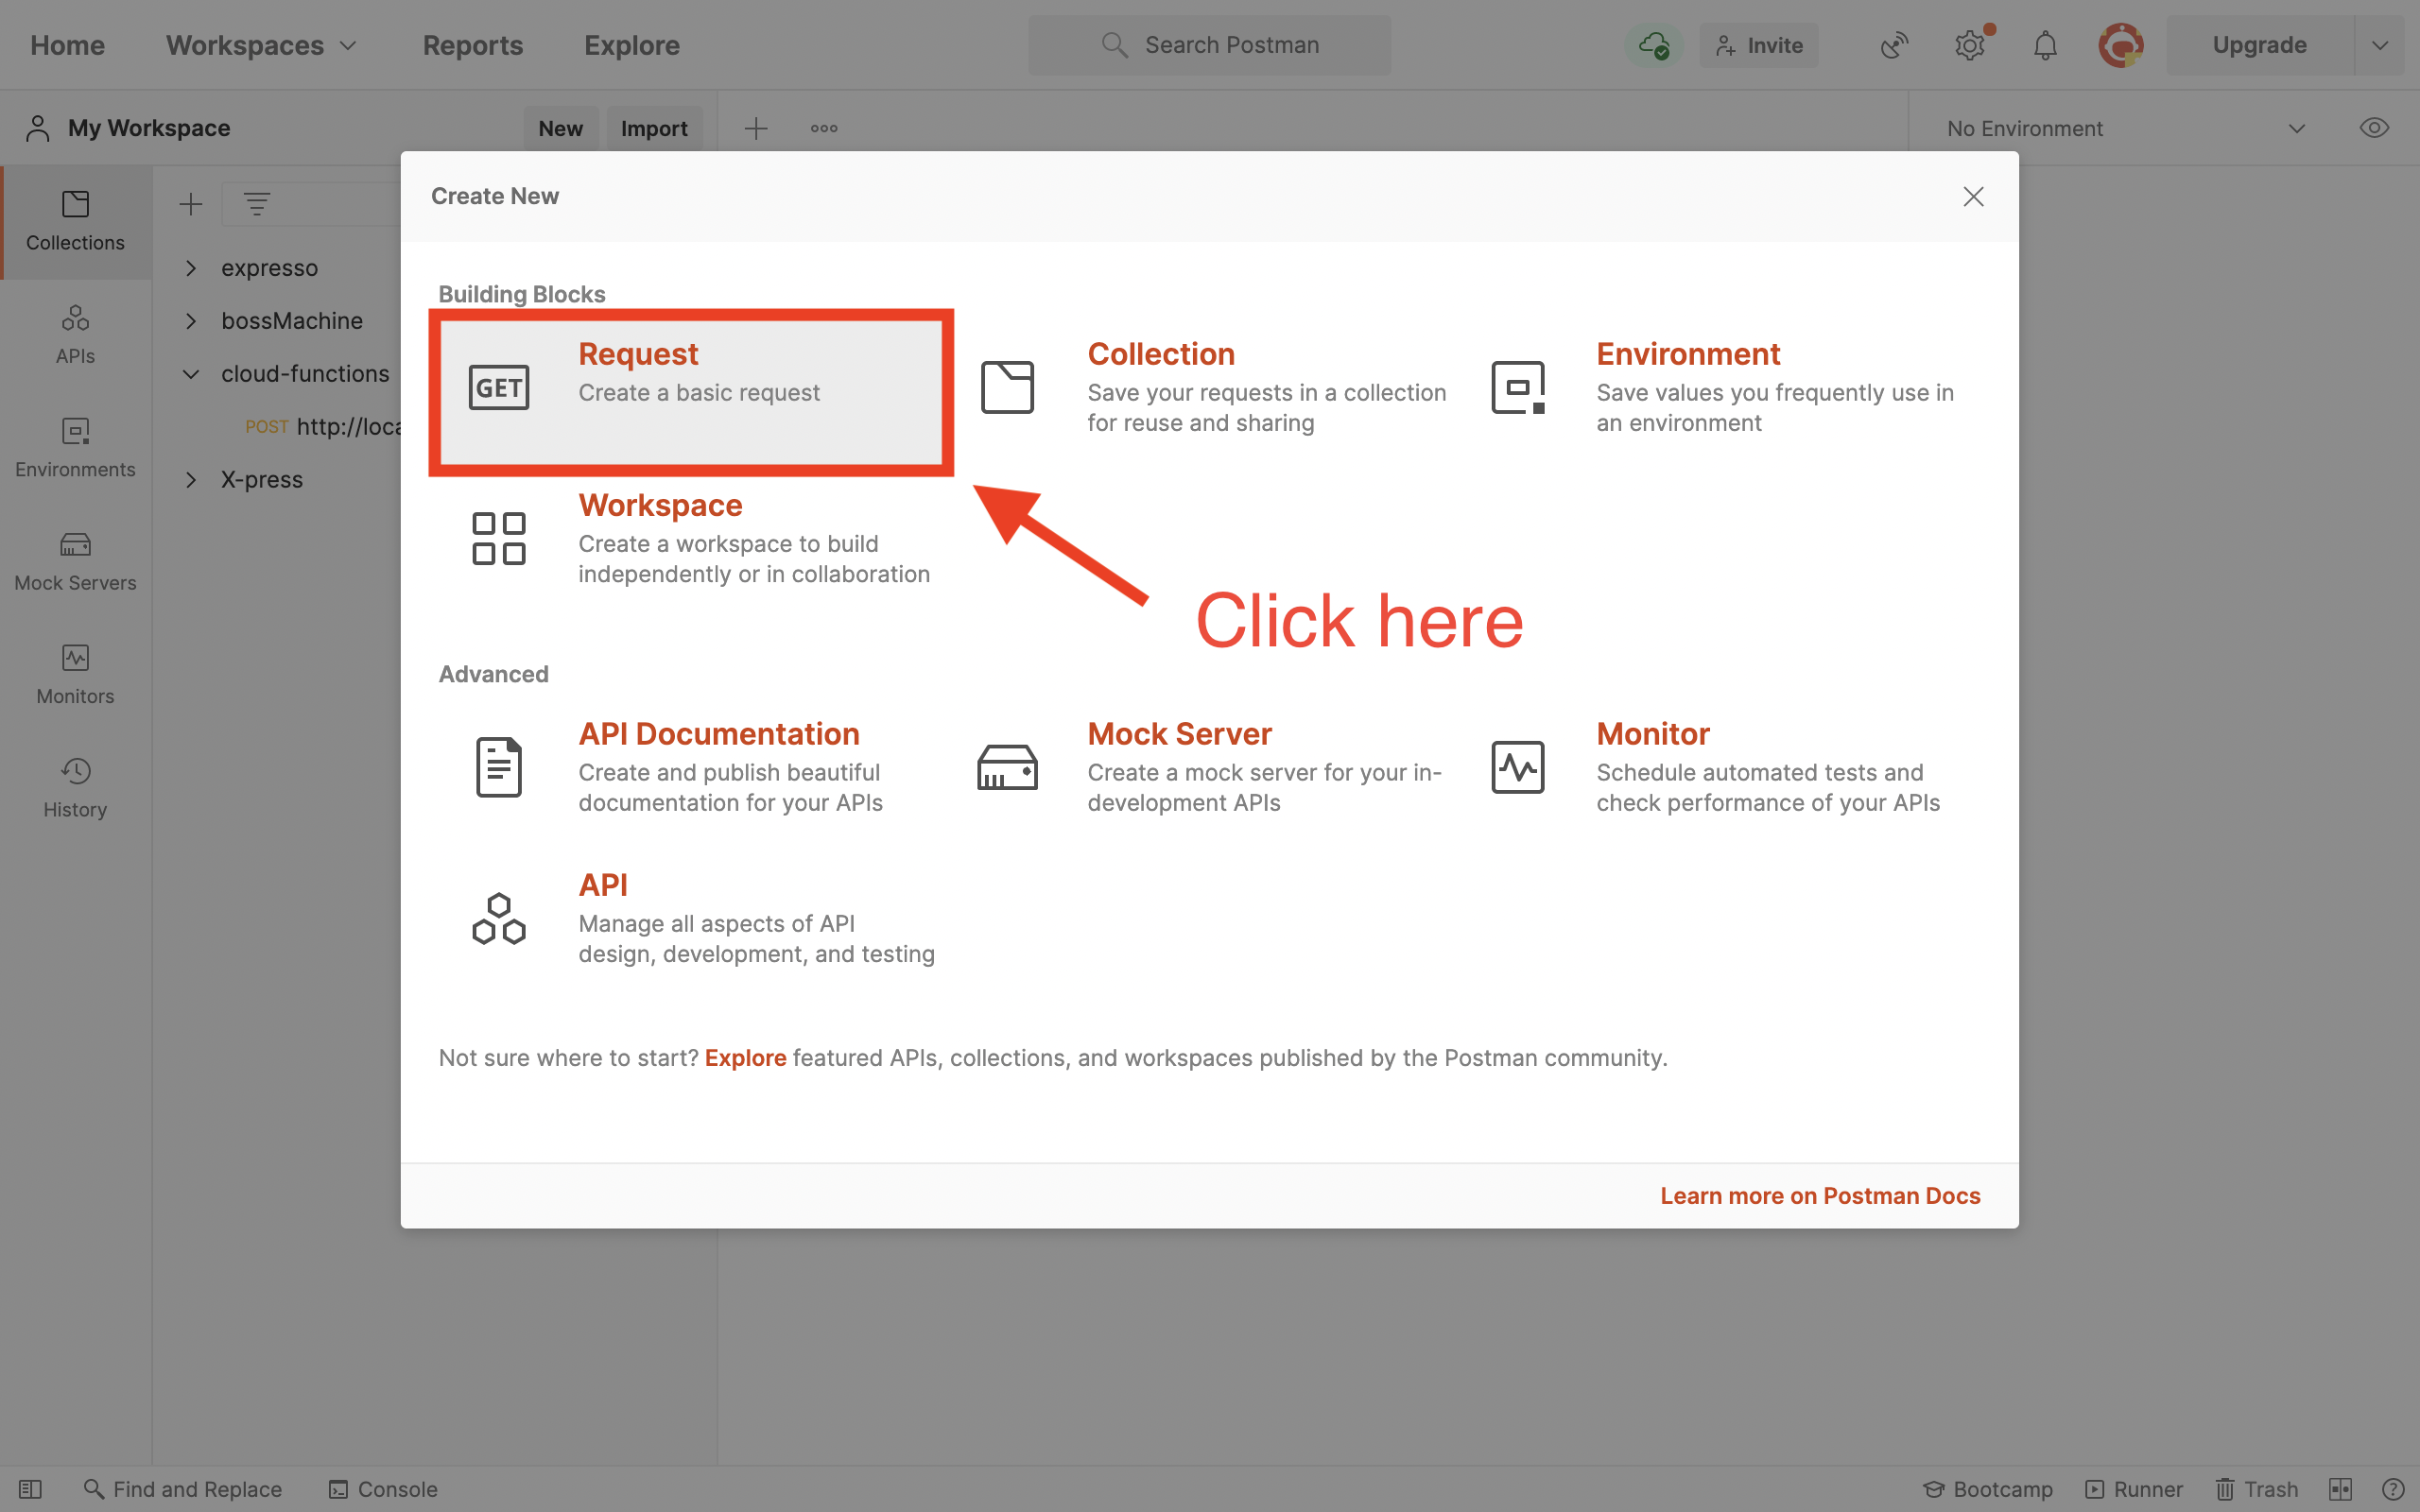 Home Workspaces Reports Explore Search Postman Invite Upgrade
My Workspace New Import No Environment
Create New
Collections
expresso
Building Blocks
bossMachine
APIs
Request
Create a basic request
Collection
Save your requests in a collection
for reuse and sharing
Environment
Save values you frequently use in
an environment
GET
cloud-functions
POST http://loca
Environments
X-press
Workspace
Create a workspace to build
independently or in collaboration
Mock Servers
Click here
Monitors
Advanced
API Documentation
Create and publish beautiful
documentation for your APIs
Mock Server
Create a mock server for your in-
development APIs
Monitor
Schedule automated tests and
check performance of your APIs
History
API
Manage all aspects of API
design, development, and testing
Not sure where to start? Explore featured APIs, collections, and workspaces published by the Postman community.
Learn more on Postman Docs
Find and Replace Console Bootcamp Runner Trash